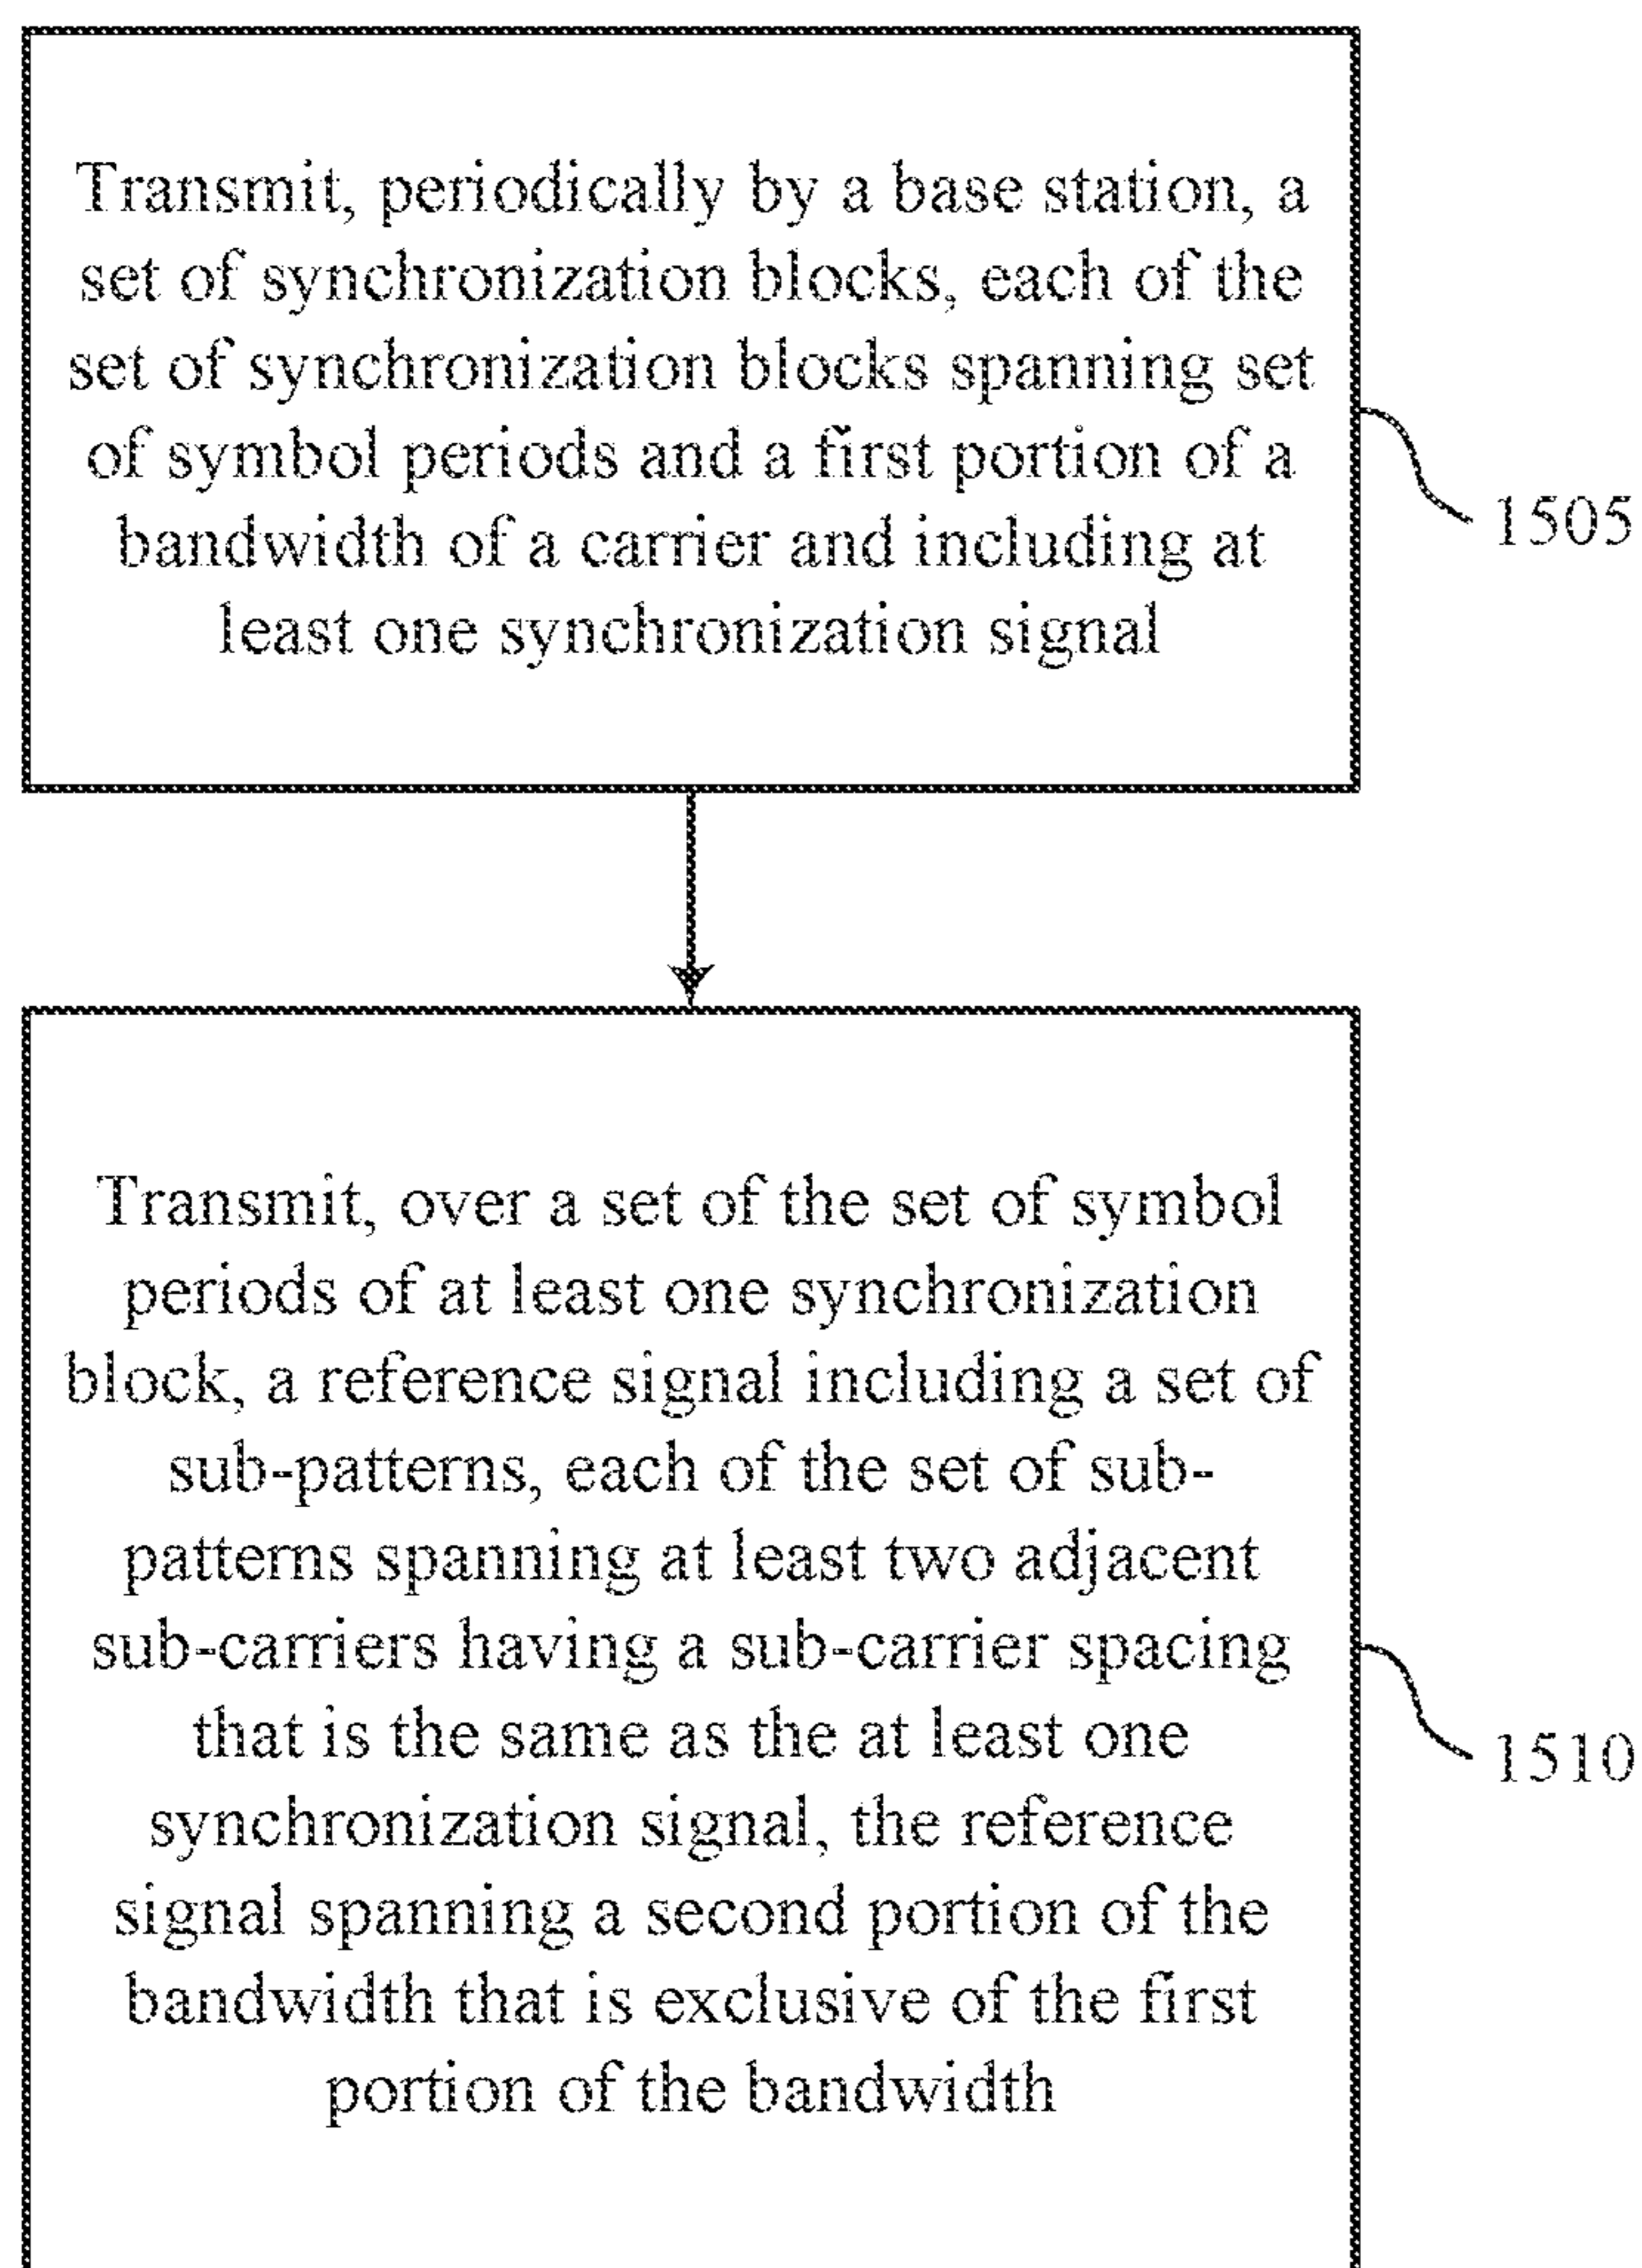 Transmit, periodically by a base station, a
set of synchronization blocks, each of the
set of synchronization blocks spanning set
of symbol periods and a first portion of a
bandwidth of a carrier and including at
least one synchronization signal
1505
Transmit, over a set of the set of symbol
periods of at least one synchronization
block, a reference signal including a set of
sub-patterns, each of the set of sub-
patterns spanning at least two adjacent
sub-carriers having a sub-carrier spacing
that is the same as the at least one
synchronization signal, the reference
signal spanning a second portion of the
bandwidth that is exclusive of the first
portion of the bandwidth
1510